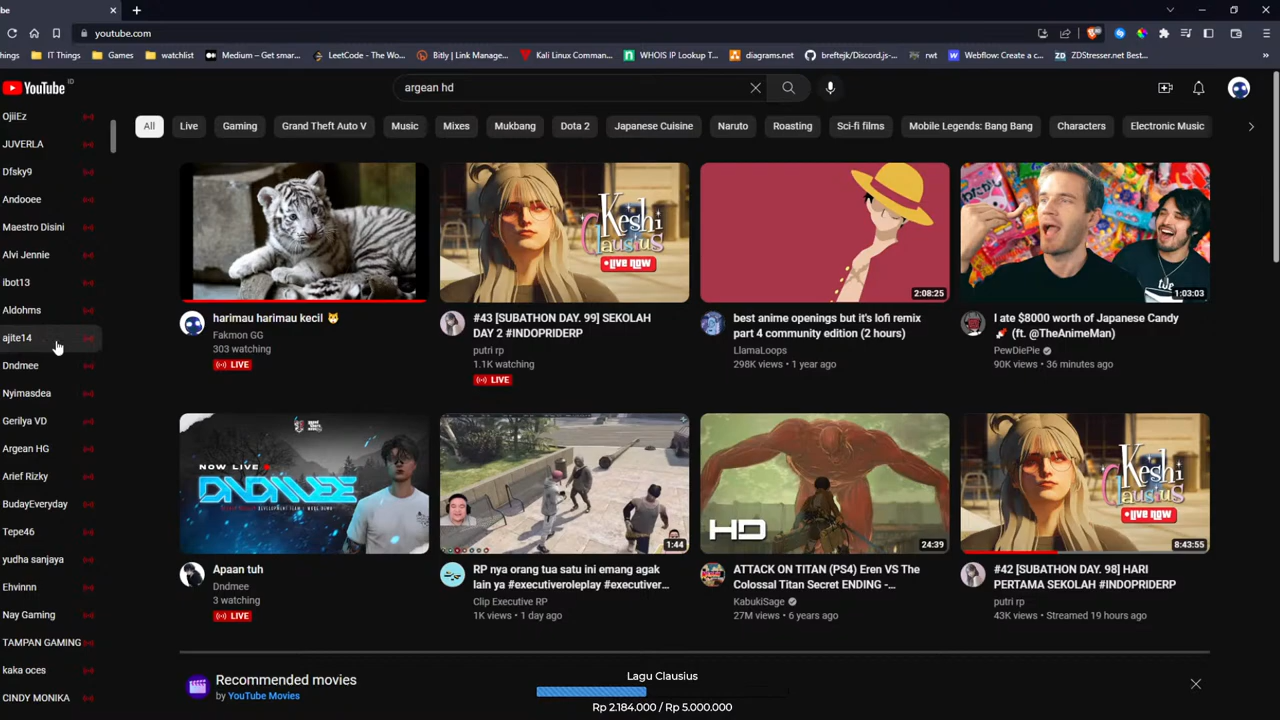 be
youtube.com
nings
IT Things
Games
watchlist
Medium – Get smar...
LeetCode - The Wo...
Bitly | Link Manage...
Kali Linux Comman...
WHOIS IP Lookup T...
diagrams.net
breftejk/Discord.js-...
rwt
Webflow: Create a c...
ZDStresser.net Best...
YouTube ID
argean hd
OjiiEz
JUVERLA
Dfsky9
Andooee
Maestro Disini
Alvi Jennie
ibot13
Aldohms
ajite14
Dndmee
Nyimasdea
Gerilya VD
Argean HG
Arief Rizky
BudayEveryday
Tepe46
yudha sanjaya
Ehvinnn
Nay Gaming
TAMPAN GAMING
kaka oces
CINDY MONIKA
All
Live
Gaming
Grand Theft Auto V
Music
Mixes
Mukbang
Dota 2
Japanese Cuisine
Naruto
Roasting
Sci-fi films
Mobile Legends: Bang Bang
Characters
Electronic Music
harimau harimau kecil 🐯
Fakmon GG
303 watching
LIVE
Keshi
Clausius
LIVE NOW
#43 [SUBATHON DAY. 99] SEKOLAH
DAY 2 #INDOPRIDERP
putri rp
1.1K watching
LIVE
2:08:25
best anime openings but it's lofi remix
part 4 community edition (2 hours)
LlamaLoops
298K views • 1 year ago
1:03:03
I ate $8000 worth of Japanese Candy
🍬 (ft. @TheAnimeMan)
PewDiePie
90K views • 36 minutes ago
NOW LIVE
DNDMEE
Apaan tuh
Dndmee
3 watching
LIVE
1:44
RP nya orang tua satu ini emang agak
lain ya #executiveroleplay #executiver...
Clip Executive RP
1K views • 1 day ago
HD
24:39
ATTACK ON TITAN (PS4) Eren VS The
Colossal Titan Secret ENDING -...
KabukiSage
27M views • 6 years ago
Keshi
Clausius
LIVE NOW
8:43:55
#42 [SUBATHON DAY. 98] HARI
PERTAMA SEKOLAH #INDOPRIDERP
putri rp
43K views • Streamed 19 hours ago
Recommended movies
by YouTube Movies
Lagu Clausius
Rp 2.184.000 / Rp 5.000.000